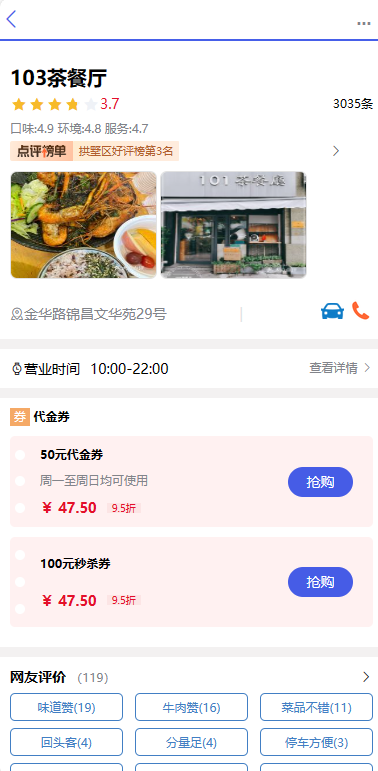 103茶餐厅
3.7
3035条
口味:4.9 环境:4.8 服务:4.7
点评榜单 拱墅区好评榜第3名
101茶餐店
金华路锦昌文华苑29号
营业时间 10:00-22:00
查看详情
券 代金券
50元代金券
周一至周日均可使用
抢购
¥ 47.50 9.5折
100元秒杀券
抢购
¥ 47.50 9.5折
网友评价 (119)
味道赞(19) 牛肉赞(16) 菜品不错(11)
回头客(4) 分量足(4) 停车方便(3)